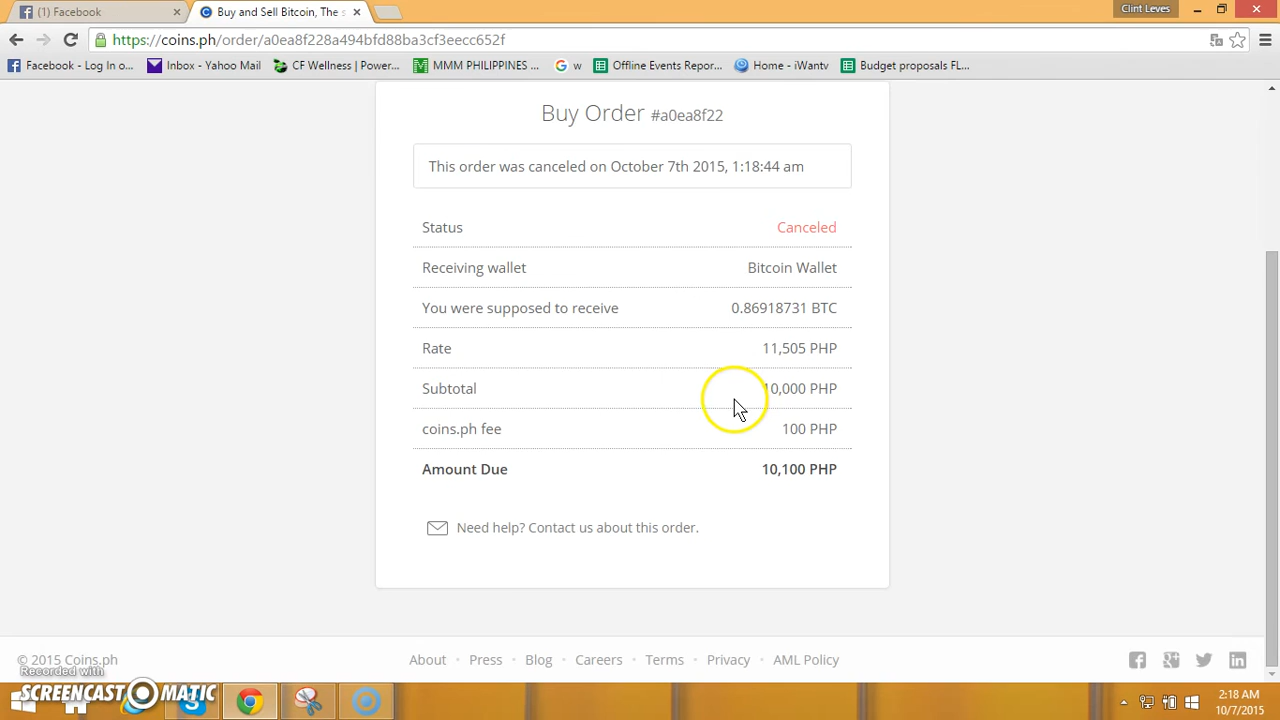 (1) Facebook
Buy and Sell Bitcoin, The s
Clint Leves
https://coins.ph/order/a0ea8f228a494bfd88ba3cf3eecc652f
Facebook - Log In o...
Inbox - Yahoo Mail
CF Wellness | Power...
MMM PHILIPPINES ...
w
Offline Events Repor...
Home - iWantv
Budget proposals FL...
Buy Order #a0ea8f22
This order was canceled on October 7th 2015, 1:18:44 am
Status Canceled
Receiving wallet Bitcoin Wallet
You were supposed to receive 0.86918731 BTC
Rate 11,505 PHP
Subtotal 10,000 PHP
coins.ph fee 100 PHP
Amount Due 10,100 PHP
Need help? Contact us about this order.
© 2015 Coins.ph
About • Press • Blog • Careers • Terms • Privacy • AML Policy
Recorded with
SCREENCAST-O-MATIC
2:18 AM
10/7/2015